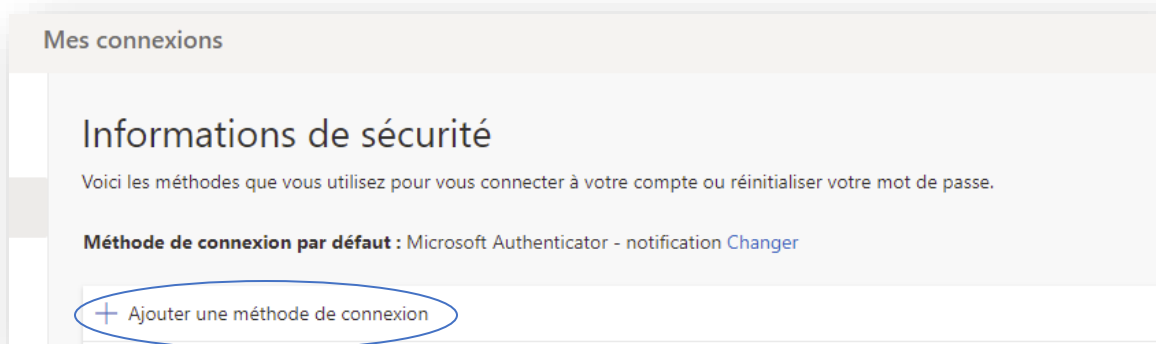 Mes connexions
Informations de sécurité
Voici les méthodes que vous utilisez pour vous connecter à votre compte ou réinitialiser votre mot de passe.
Méthode de connexion par défaut : Microsoft Authenticator - notification Changer
+ Ajouter une méthode de connexion